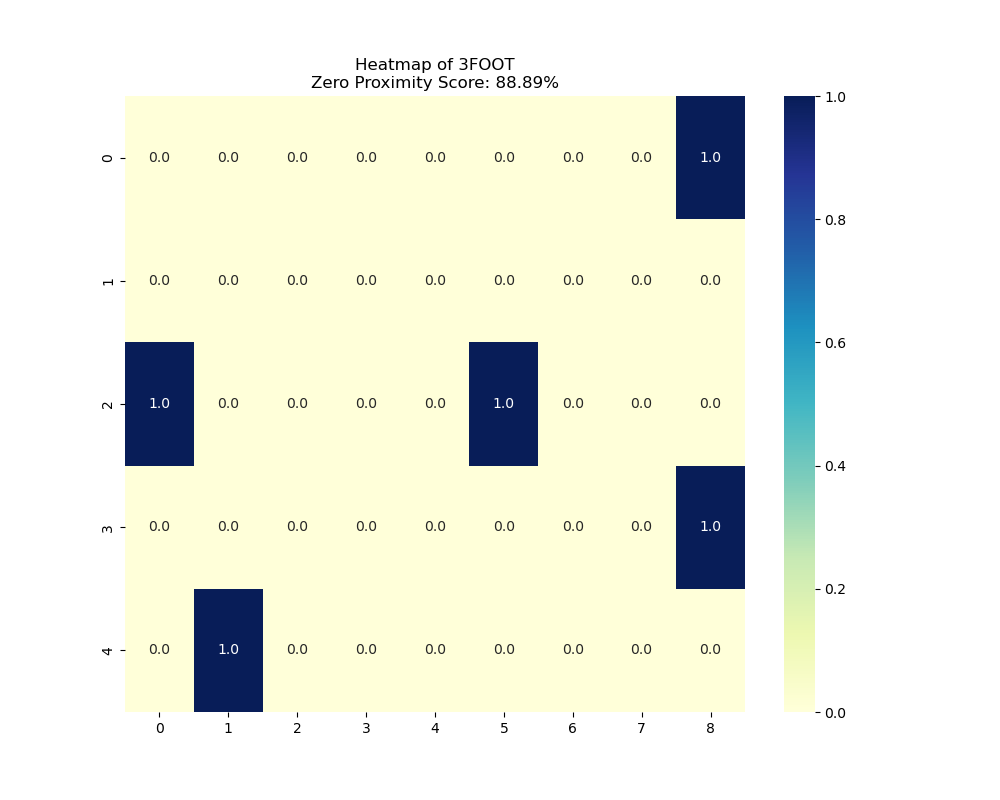 Heatmap of 3FOOT
Zero Proximity Score: 88.89%
0 0.0 0.0 0.0 0.0 0.0 0.0 0.0 0.0 1.0
1 0.0 0.0 0.0 0.0 0.0 0.0 0.0 0.0 0.0
2 1.0 0.0 0.0 0.0 0.0 1.0 0.0 0.0 0.0
3 0.0 0.0 0.0 0.0 0.0 0.0 0.0 0.0 1.0
4 0.0 1.0 0.0 0.0 0.0 0.0 0.0 0.0 0.0
0 1 2 3 4 5 6 7 8
1.0
0.8
0.6
0.4
0.2
0.0